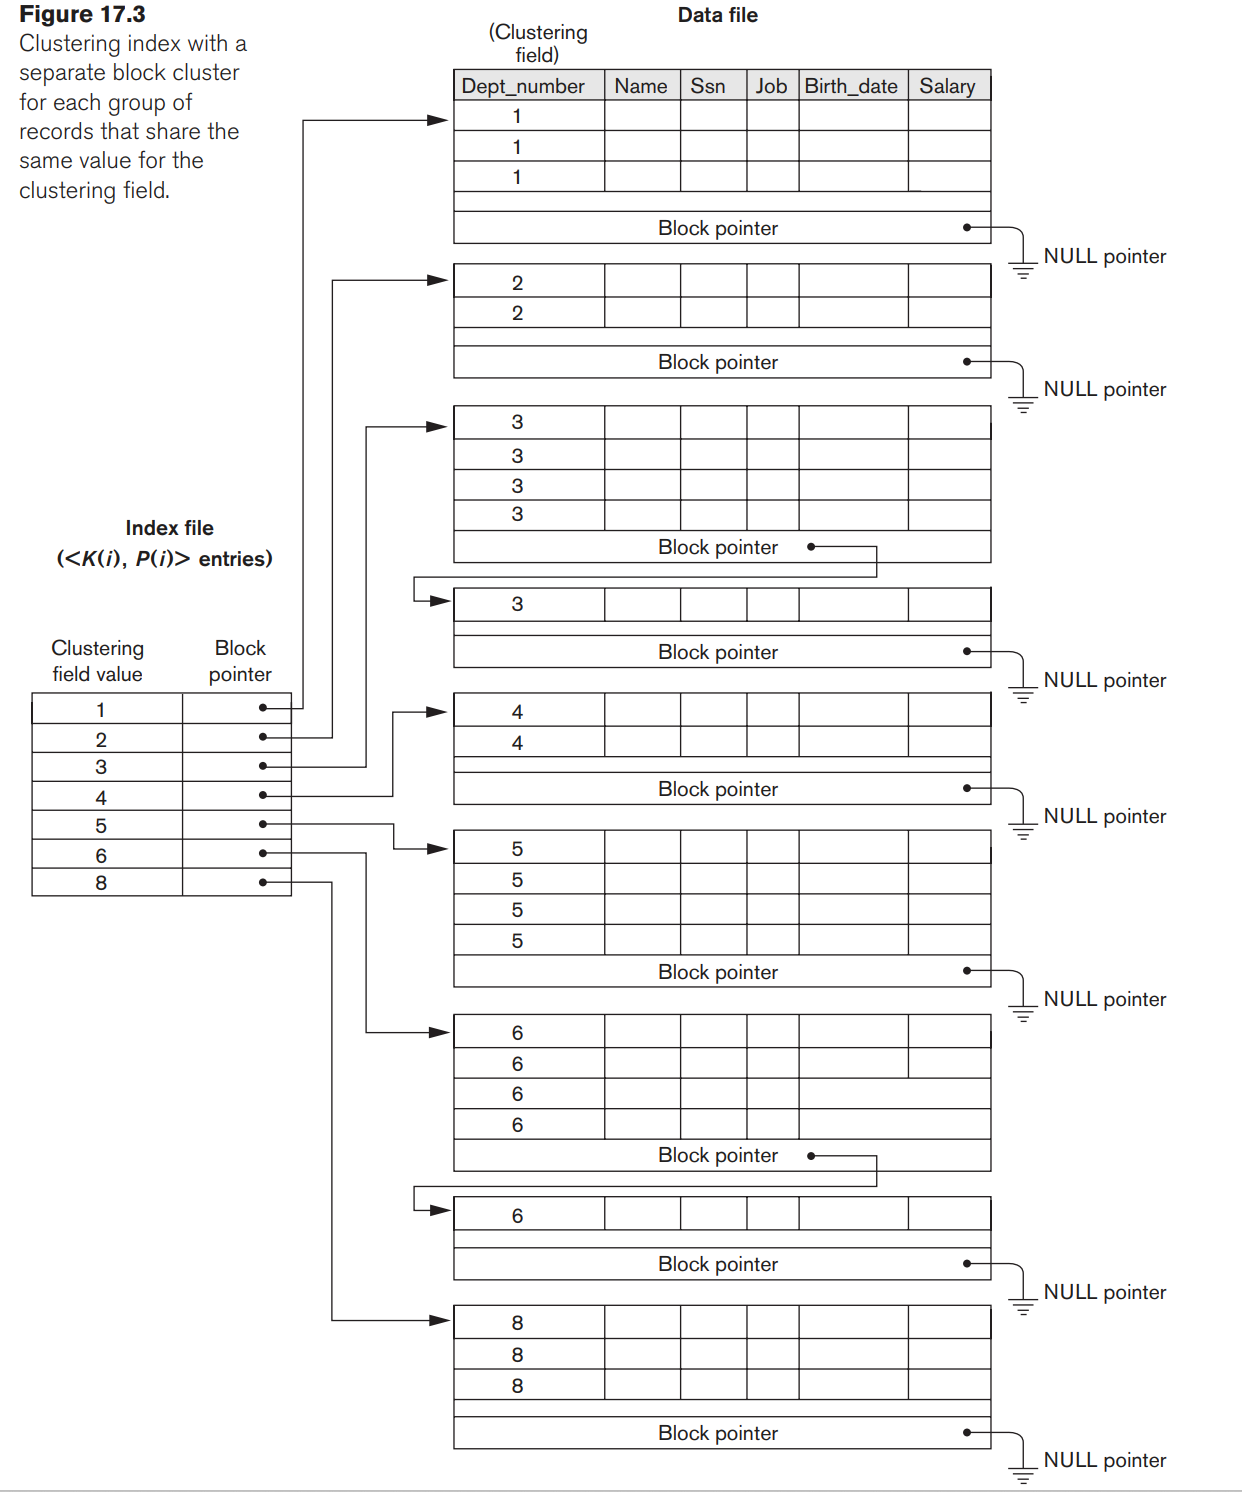 Figure 17.3
Clustering index with a
separate block cluster
for each group of
records that share the
same value for the
clustering field.
Data file
(Clustering
field)
Dept_number Name Ssn Job Birth_date Salary
1
1
1
Block pointer
NULL pointer
2
2
Block pointer
NULL pointer
3
3
3
3
Block pointer
3
Block pointer
NULL pointer
4
4
Block pointer
NULL pointer
5
5
5
5
Block pointer
NULL pointer
6
6
6
6
Block pointer
6
Block pointer
NULL pointer
8
8
8
Block pointer
NULL pointer
Index file
(<K(i), P(i)> entries)
Clustering
field value
Block
pointer
1
2
3
4
5
6
8